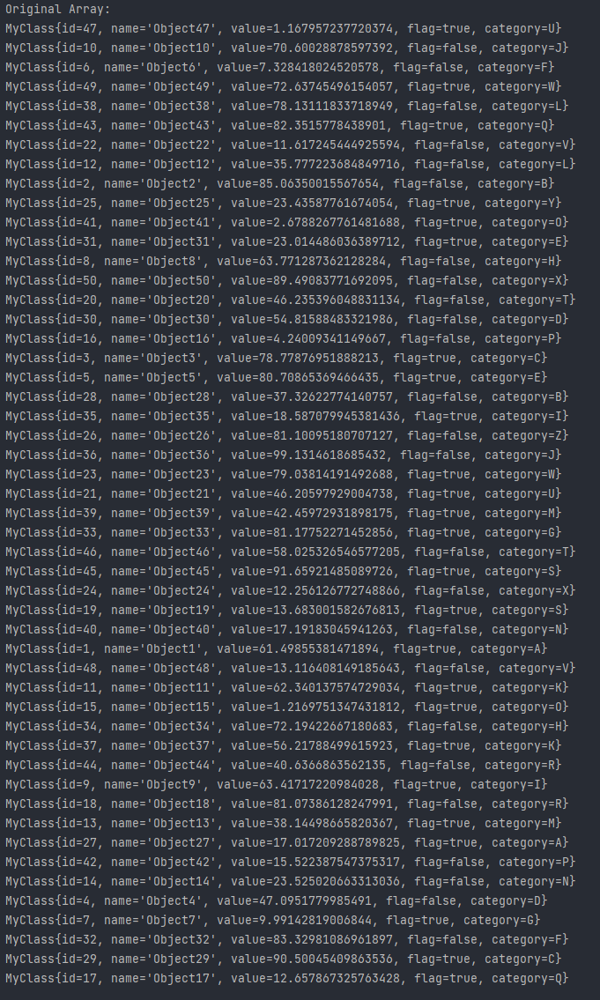 Original Array:
MyClass{id=47, name='Object47', value=1.167957237720374, flag=true, category=U}
MyClass{id=10, name='Object10', value=70.60028878597392, flag=false, category=J}
MyClass{id=6, name='Object6', value=7.328418024520578, flag=false, category=F}
MyClass{id=49, name='Object49', value=72.63745496154057, flag=true, category=W}
MyClass{id=38, name='Object38', value=78.13111833718949, flag=false, category=L}
MyClass{id=43, name='Object43', value=82.3515778438901, flag=true, category=Q}
MyClass{id=22, name='Object22', value=11.617245444925594, flag=false, category=V}
MyClass{id=12, name='Object12', value=35.777223684849716, flag=false, category=L}
MyClass{id=2, name='Object2', value=85.06350015567654, flag=false, category=B}
MyClass{id=25, name='Object25', value=23.43587761674054, flag=true, category=Y}
MyClass{id=41, name='Object41', value=2.6788267761481688, flag=true, category=O}
MyClass{id=31, name='Object31', value=23.014486036389712, flag=true, category=E}
MyClass{id=8, name='Object8', value=63.771287362128284, flag=false, category=H}
MyClass{id=50, name='Object50', value=89.49083771692095, flag=false, category=X}
MyClass{id=20, name='Object20', value=46.235396048831134, flag=false, category=T}
MyClass{id=30, name='Object30', value=54.81588483321986, flag=false, category=D}
MyClass{id=16, name='Object16', value=4.24009341149667, flag=false, category=P}
MyClass{id=3, name='Object3', value=78.77876951888213, flag=true, category=C}
MyClass{id=5, name='Object5', value=80.70865369466435, flag=true, category=E}
MyClass{id=28, name='Object28', value=37.32622774140757, flag=false, category=B}
MyClass{id=35, name='Object35', value=18.587079945381436, flag=true, category=I}
MyClass{id=26, name='Object26', value=81.10095180707127, flag=false, category=Z}
MyClass{id=36, name='Object36', value=99.1314618685432, flag=false, category=J}
MyClass{id=23, name='Object23', value=79.03814191492688, flag=true, category=W}
MyClass{id=21, name='Object21', value=46.20597929004738, flag=true, category=U}
MyClass{id=39, name='Object39', value=42.45972931898175, flag=true, category=M}
MyClass{id=33, name='Object33', value=81.17752271452856, flag=true, category=G}
MyClass{id=46, name='Object46', value=58.025326546577205, flag=false, category=T}
MyClass{id=45, name='Object45', value=91.65921485089726, flag=true, category=S}
MyClass{id=24, name='Object24', value=12.256126772748866, flag=false, category=X}
MyClass{id=19, name='Object19', value=13.683001582676813, flag=true, category=S}
MyClass{id=40, name='Object40', value=17.19183045941263, flag=false, category=N}
MyClass{id=1, name='Object1', value=61.49855381471894, flag=true, category=A}
MyClass{id=48, name='Object48', value=13.116408149185643, flag=false, category=V}
MyClass{id=11, name='Object11', value=62.340137574729034, flag=true, category=K}
MyClass{id=15, name='Object15', value=1.2169751347431812, flag=true, category=O}
MyClass{id=34, name='Object34', value=72.19422667180683, flag=false, category=H}
MyClass{id=37, name='Object37', value=56.21788499615923, flag=true, category=K}
MyClass{id=44, name='Object44', value=40.6366863562135, flag=false, category=R}
MyClass{id=9, name='Object9', value=63.41717220984028, flag=true, category=I}
MyClass{id=18, name='Object18', value=81.07386128247991, flag=false, category=R}
MyClass{id=13, name='Object13', value=38.14498665820367, flag=true, category=M}
MyClass{id=27, name='Object27', value=17.017209288789825, flag=true, category=A}
MyClass{id=42, name='Object42', value=15.522387547375317, flag=false, category=P}
MyClass{id=14, name='Object14', value=23.525020663313036, flag=false, category=N}
MyClass{id=4, name='Object4', value=47.0951779985491, flag=false, category=D}
MyClass{id=7, name='Object7', value=9.99142819006844, flag=true, category=G}
MyClass{id=32, name='Object32', value=83.32981086961897, flag=false, category=F}
MyClass{id=29, name='Object29', value=90.50045409863536, flag=true, category=C}
MyClass{id=17, name='Object17', value=12.657867325763428, flag=true, category=Q}